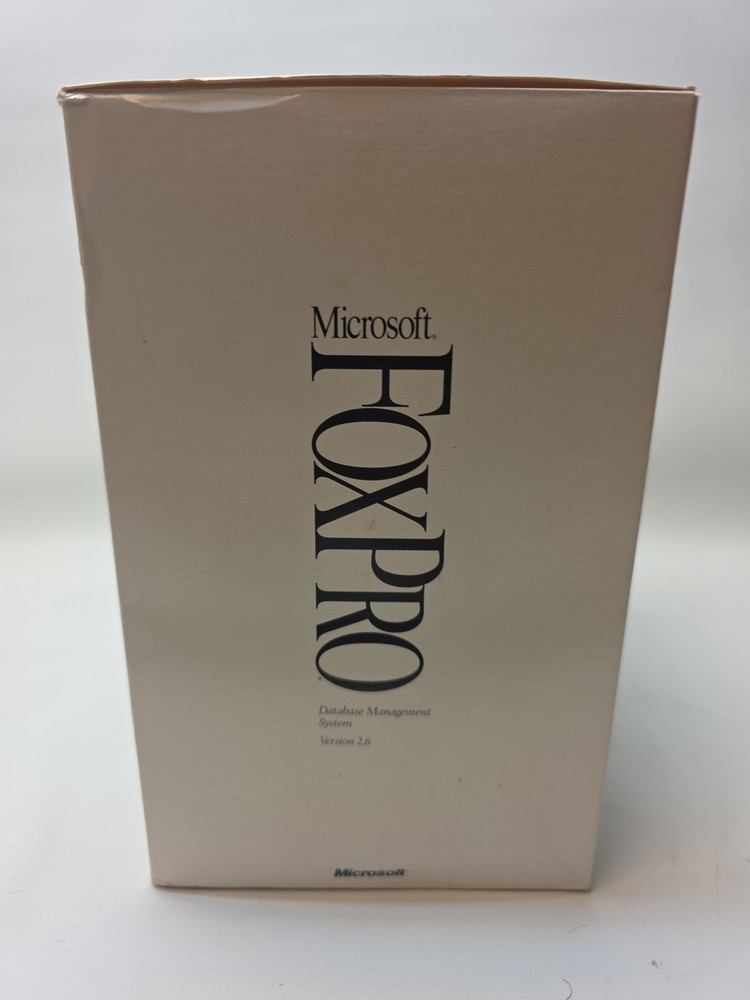 Microsoft®
FOXPRO
Database Management
System
Version 2.6
Microsoft